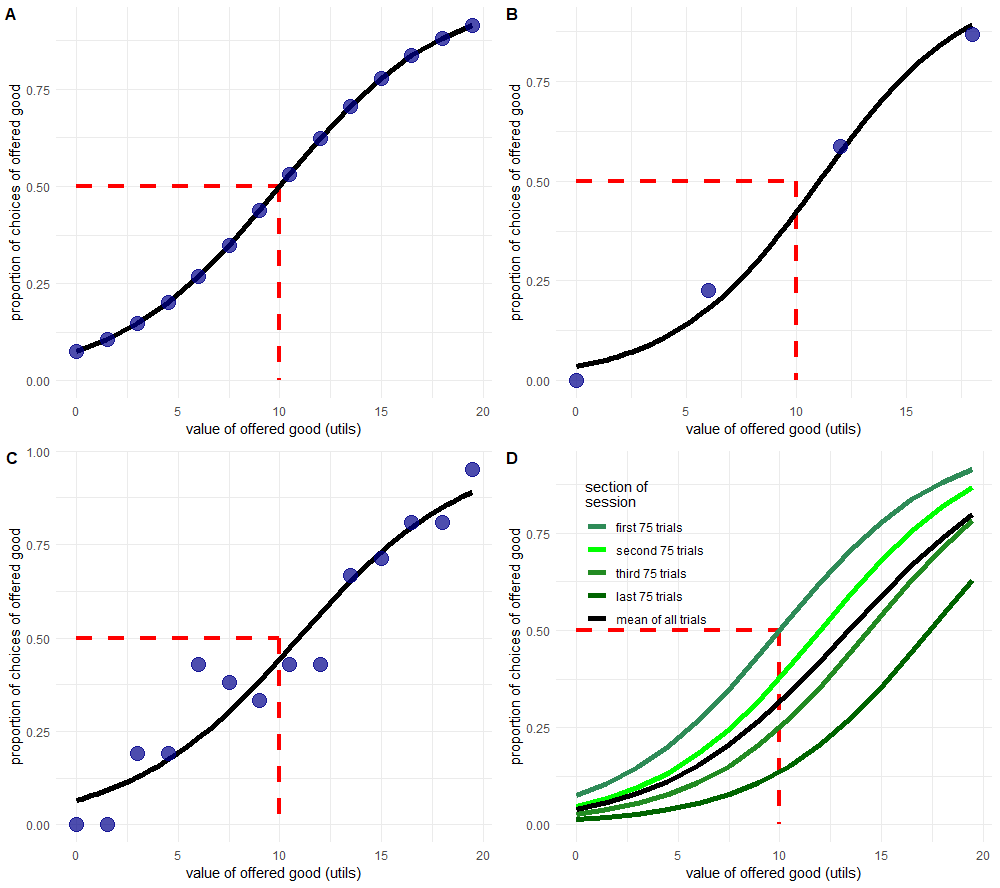 A
proportion of choices of offered good
0.75
0.50
0.25
0.00
0
5
10
15
20
value of offered good (utils)
B
proportion of choices of offered good
0.75
0.50
0.25
0.00
0
5
10
15
value of offered good (utils)
C
proportion of choices of offered good
1.00
0.75
0.50
0.25
0.00
0
5
10
15
20
value of offered good (utils)
D
proportion of choices of offered good
0.75
0.50
0.25
0.00
section of
session
first 75 trials
second 75 trials
third 75 trials
last 75 trials
mean of all trials
0
5
10
15
20
value of offered good (utils)